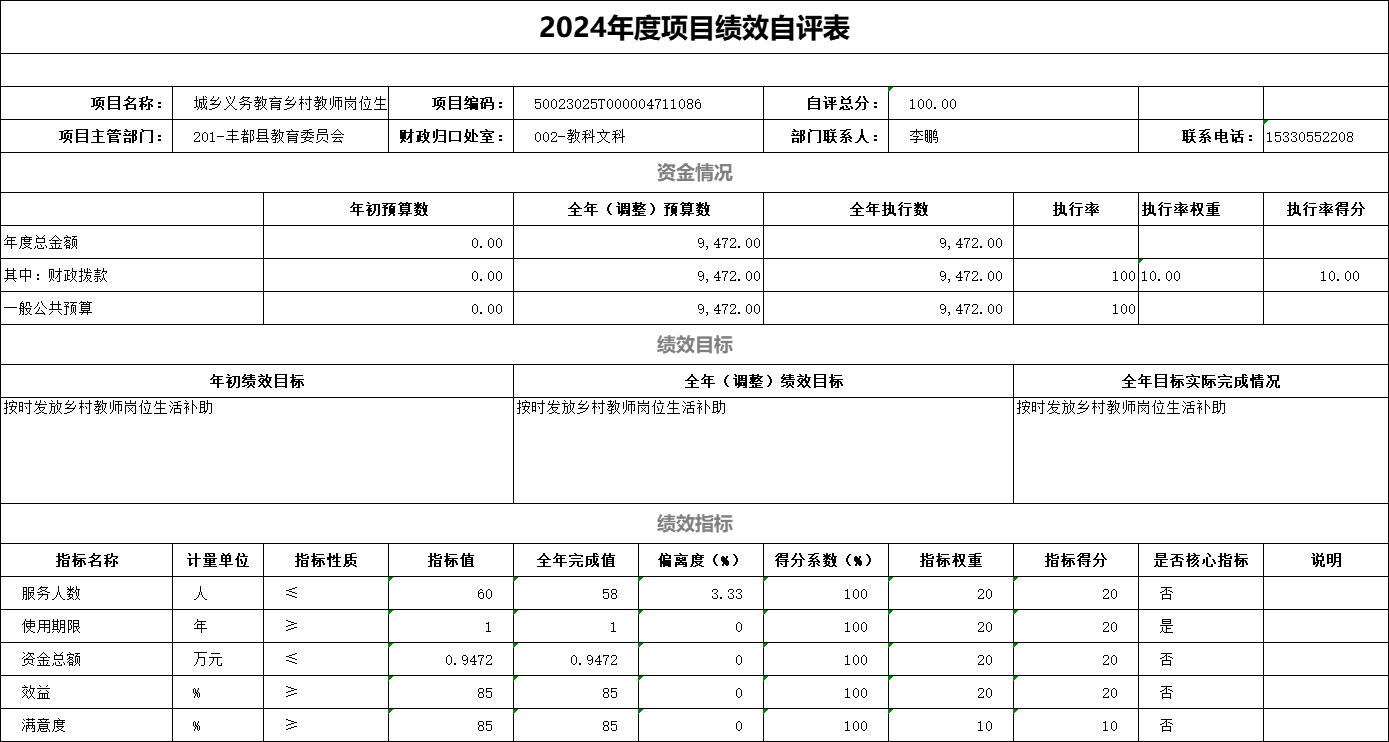 2024年度项目绩效自评表
项目名称： 城乡义务教育乡村教师岗位生 项目编码： 50023025T000004711086 自评总分： 100.00
项目主管部门： 201-丰都县教育委员会 财政归口处室： 002-教科文科 部门联系人： 李鹏 联系电话： 15330552208
资金情况
年初预算数 全年（调整）预算数 全年执行数 执行率 执行率权重 执行率得分
年度总金额 0.00 9,472.00 9,472.00
其中：财政拨款 0.00 9,472.00 9,472.00 100 10.00 10.00
一般公共预算 0.00 9,472.00 9,472.00 100
绩效目标
年初绩效目标 全年（调整）绩效目标 全年目标实际完成情况
按时发放乡村教师岗位生活补助 按时发放乡村教师岗位生活补助 按时发放乡村教师岗位生活补助
绩效指标
指标名称 计量单位 指标性质 指标值 全年完成值 偏离度（%） 得分系数（%） 指标权重 指标得分 是否核心指标 说明
服务人数 人 ≤ 60 58 3.33 100 20 20 否
使用期限 年 ≥ 1 1 0 100 20 20 是
资金总额 万元 ≤ 0.9472 0.9472 0 100 20 20 否
效益 % ≥ 85 85 0 100 20 20 否
满意度 % ≥ 85 85 0 100 10 10 否